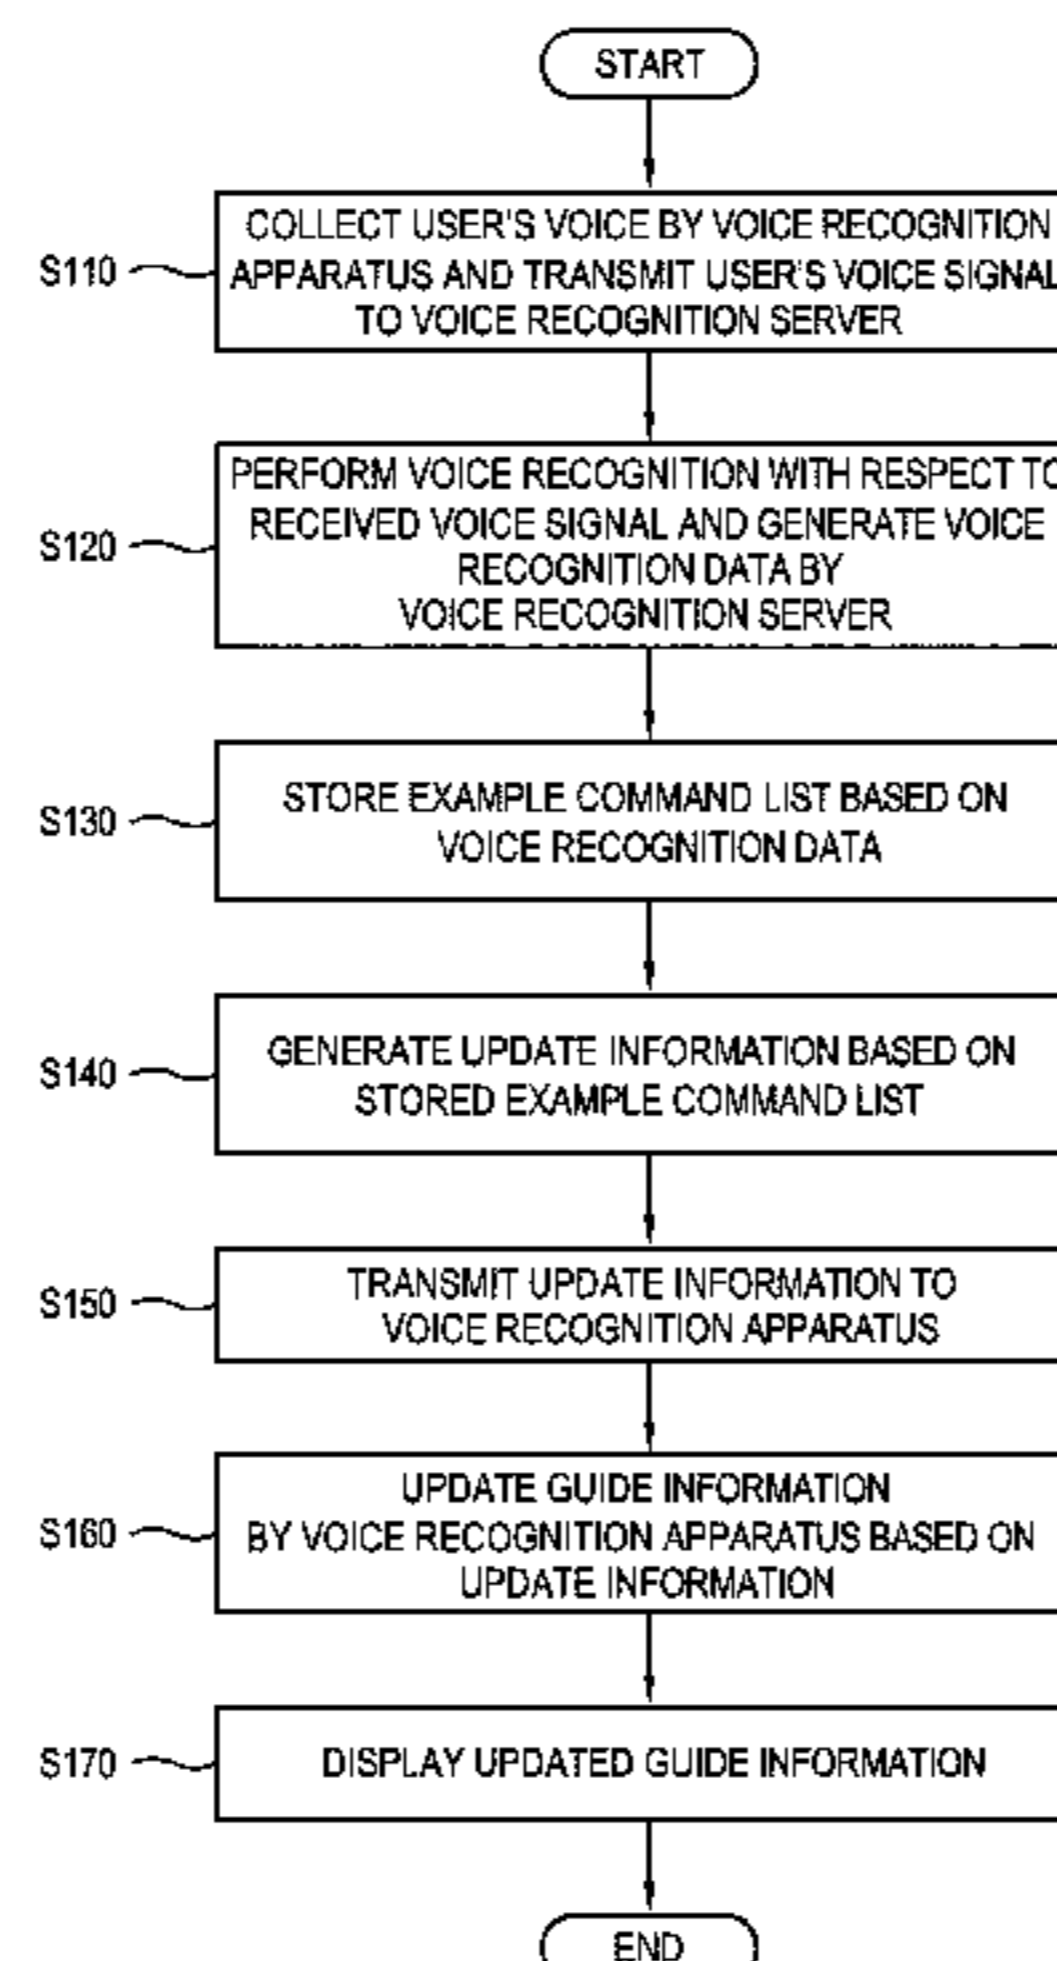 START
S110
COLLECT USER'S VOICE BY VOICE RECOGNITION
APPARATUS AND TRANSMIT USER'S VOICE SIGNAL
TO VOICE RECOGNITION SERVER
S120
PERFORM VOICE RECOGNITION WITH RESPECT TO
RECEIVED VOICE SIGNAL AND GENERATE VOICE
RECOGNITION DATA BY
VOICE RECOGNITION SERVER
S130
STORE EXAMPLE COMMAND LIST BASED ON
VOICE RECOGNITION DATA
S140
GENERATE UPDATE INFORMATION BASED ON
STORED EXAMPLE COMMAND LIST
S150
TRANSMIT UPDATE INFORMATION TO
VOICE RECOGNITION APPARATUS
S160
UPDATE GUIDE INFORMATION
BY VOICE RECOGNITION APPARATUS BASED ON
UPDATE INFORMATION
S170
DISPLAY UPDATED GUIDE INFORMATION
END